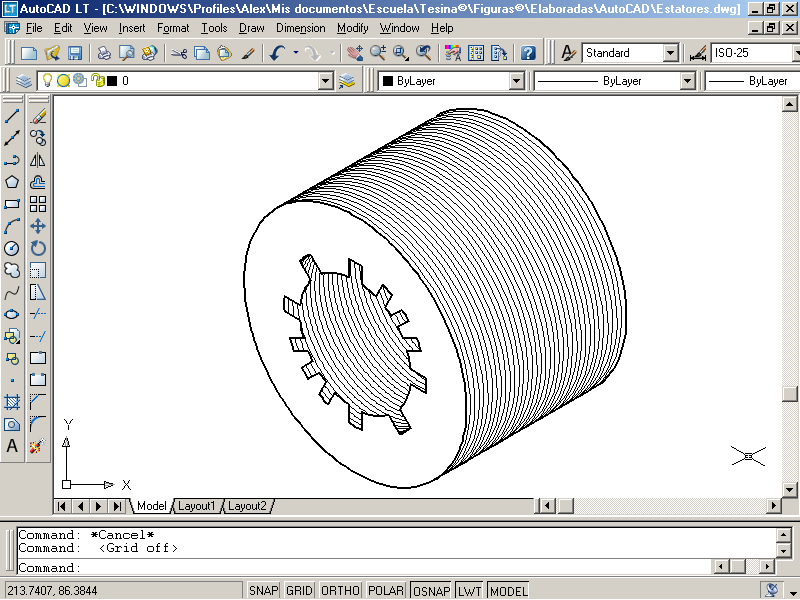 AutoCAD LT - [C:\WINDOWS\Profiles\Alex\Mis documentos\Escuela\Tesina©\Figuras©\Elaboradas\AutoCAD\Estatores.dwg]
File Edit View Insert Format Tools Draw Dimension Modify Window Help
Standard ISO-25
0 ByLayer ByLayer ByLayer
A
Y
X
Model Layout1 Layout2
Command: *Cancel*
Command: <Grid off>
Command:
213.7407, 86.3844 SNAP GRID ORTHO POLAR OSNAP LWT MODEL